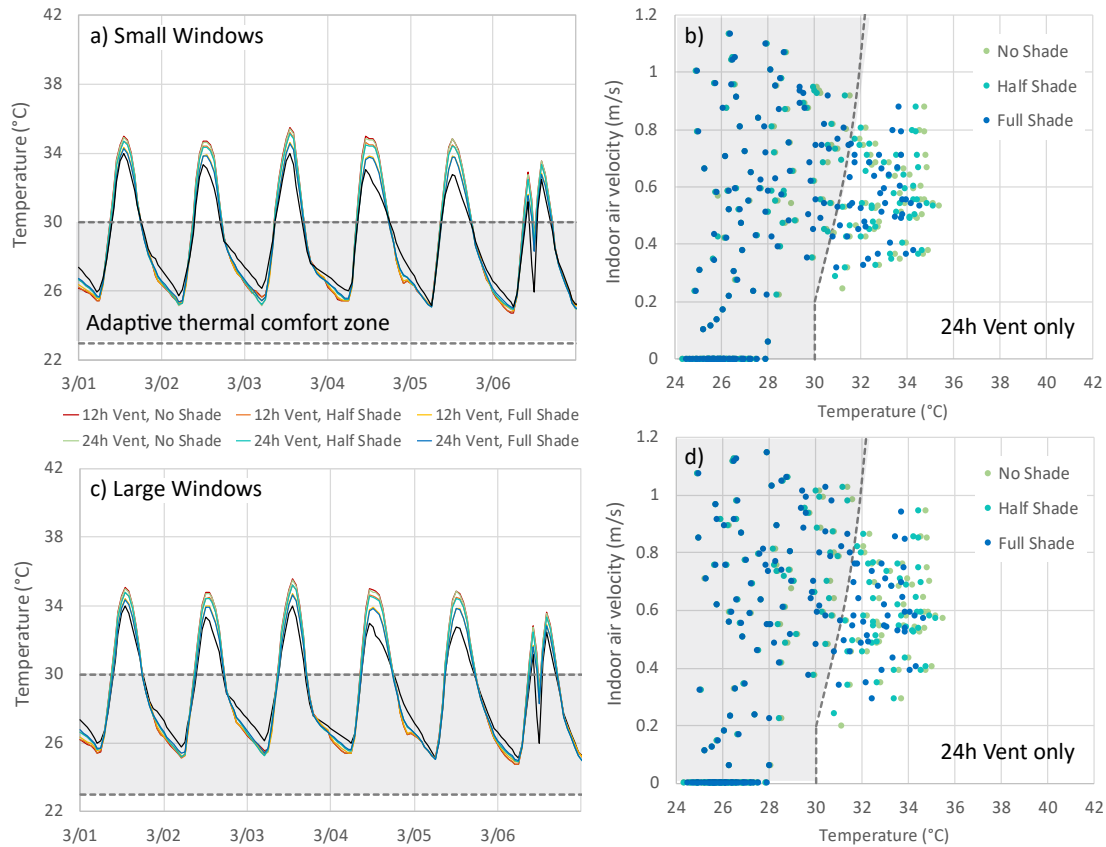 a) Small Windows
Temperature (°C)
42
38
34
30
26
22
Adaptive thermal comfort zone
3/01 3/02 3/03 3/04 3/05 3/06
b)
Indoor air velocity (m/s)
1.2
1
0.8
0.6
0.4
0.2
0
No Shade
Half Shade
Full Shade
24h Vent only
24 26 28 30 32 34 36 38 40 42
Temperature (°C)
12h Vent, No Shade 12h Vent, Half Shade 12h Vent, Full Shade
24h Vent, No Shade 24h Vent, Half Shade 24h Vent, Full Shade
c) Large Windows
Temperature (°C)
42
38
34
30
26
22
3/01 3/02 3/03 3/04 3/05 3/06
d)
Indoor air velocity (m/s)
1.2
1
0.8
0.6
0.4
0.2
0
No Shade
Half Shade
Full Shade
24h Vent only
24 26 28 30 32 34 36 38 40 42
Temperature (°C)